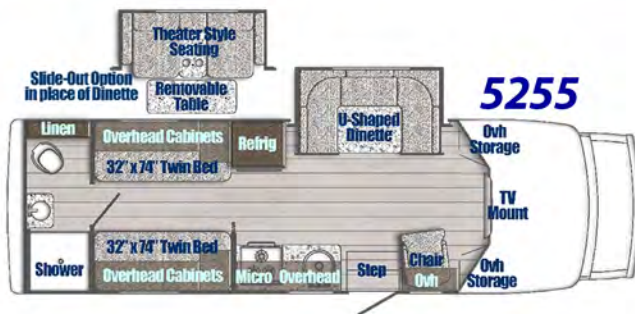 Theater Style
Seating
Slide-Out Option
in place of Dinette
Removable
Table
5255
Linen
Overhead Cabinets
32" x 74" Twin Bed
Refrig
U-Shaped
Dinette
Ovh
Storage
TV
Mount
32" x 74" Twin Bed
Overhead Cabinets
Shower
Micro
Overhead
Step
Chair
Ovh
Ovh
Storage